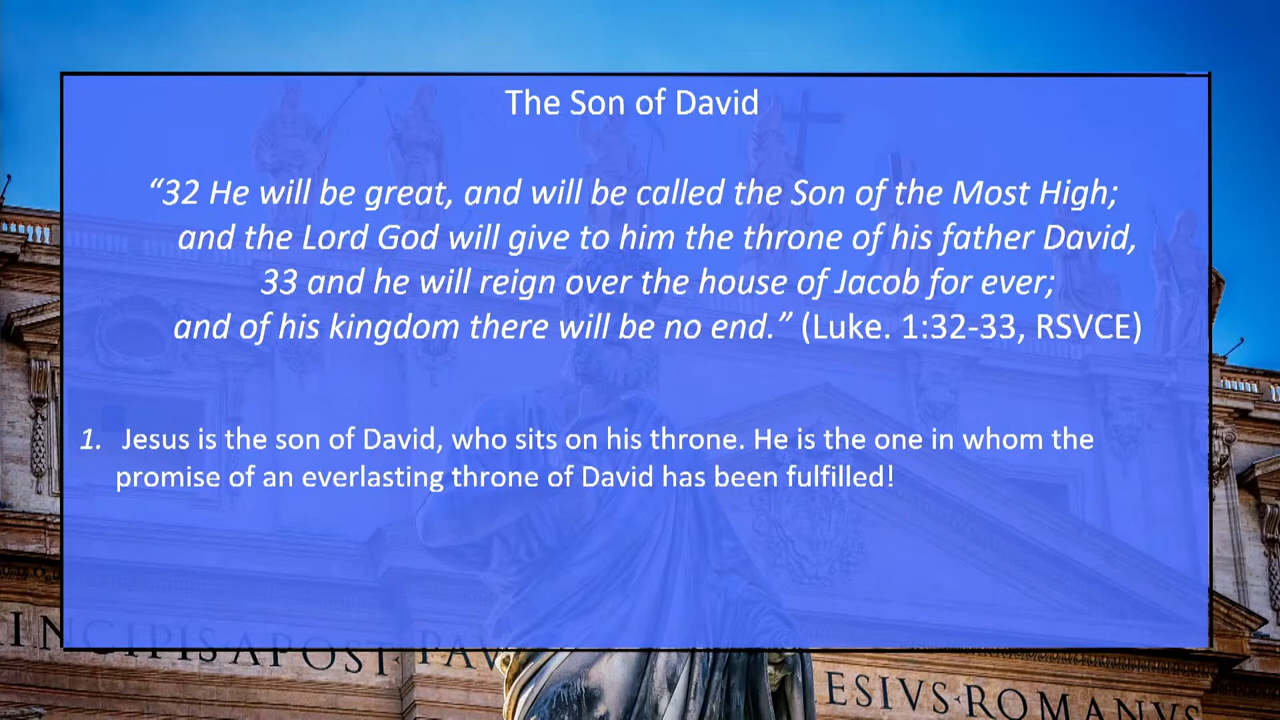 The Son of David
“32 He will be great, and will be called the Son of the Most High;
and the Lord God will give to him the throne of his father David,
33 and he will reign over the house of Jacob for ever;
and of his kingdom there will be no end.” (Luke. 1:32-33, RSVCE)
1. Jesus is the son of David, who sits on his throne. He is the one in whom the
promise of an everlasting throne of David has been fulfilled!
INCIPIS APOST PAV
ESIVS·ROMANVS